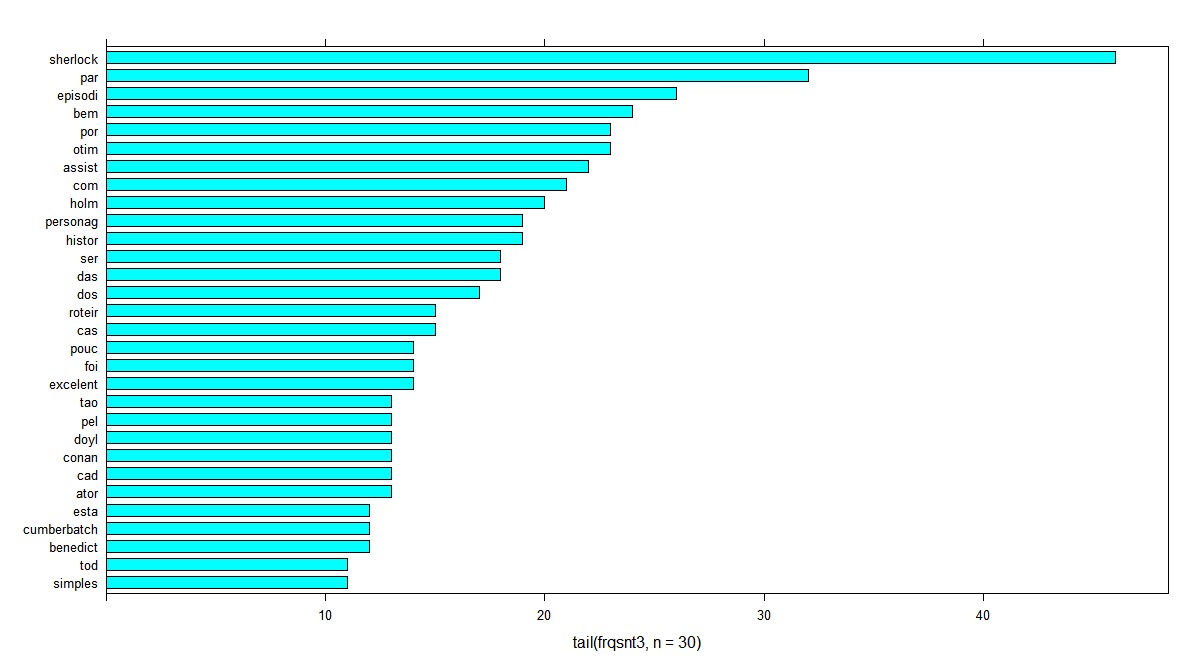 sherlock
par
episodi
bem
por
otim
assist
com
holm
personag
histor
ser
das
dos
roteir
cas
pouc
foi
excelent
tao
pel
doyl
conan
cad
ator
esta
cumberbatch
benedict
tod
simples
10 20 30 40
tail(frqsnt3, n = 30)